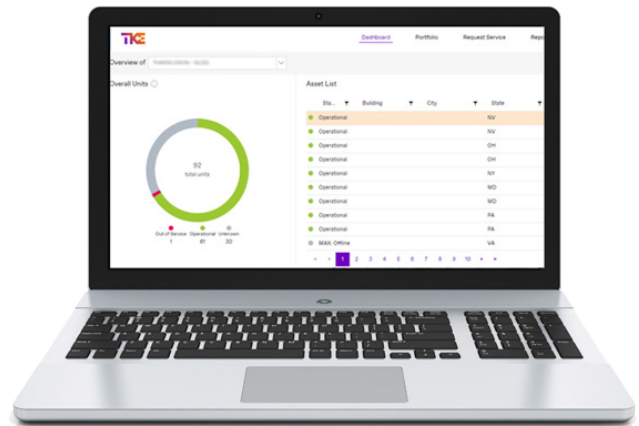 TKE
Dashboard Portfolio Request Service Repo
Overview of
Overall Units
Asset List
Sta... Building City State
Operational NV
Operational NV
Operational OH
Operational OH
92
total units
Operational NY
Operational MD
Operational MD
Operational PA
Operational PA
Out of Service Operational Unknown
1 61 30
MAX: Offline VA
« < 1 2 3 4 5 6 7 8 9 10 > »